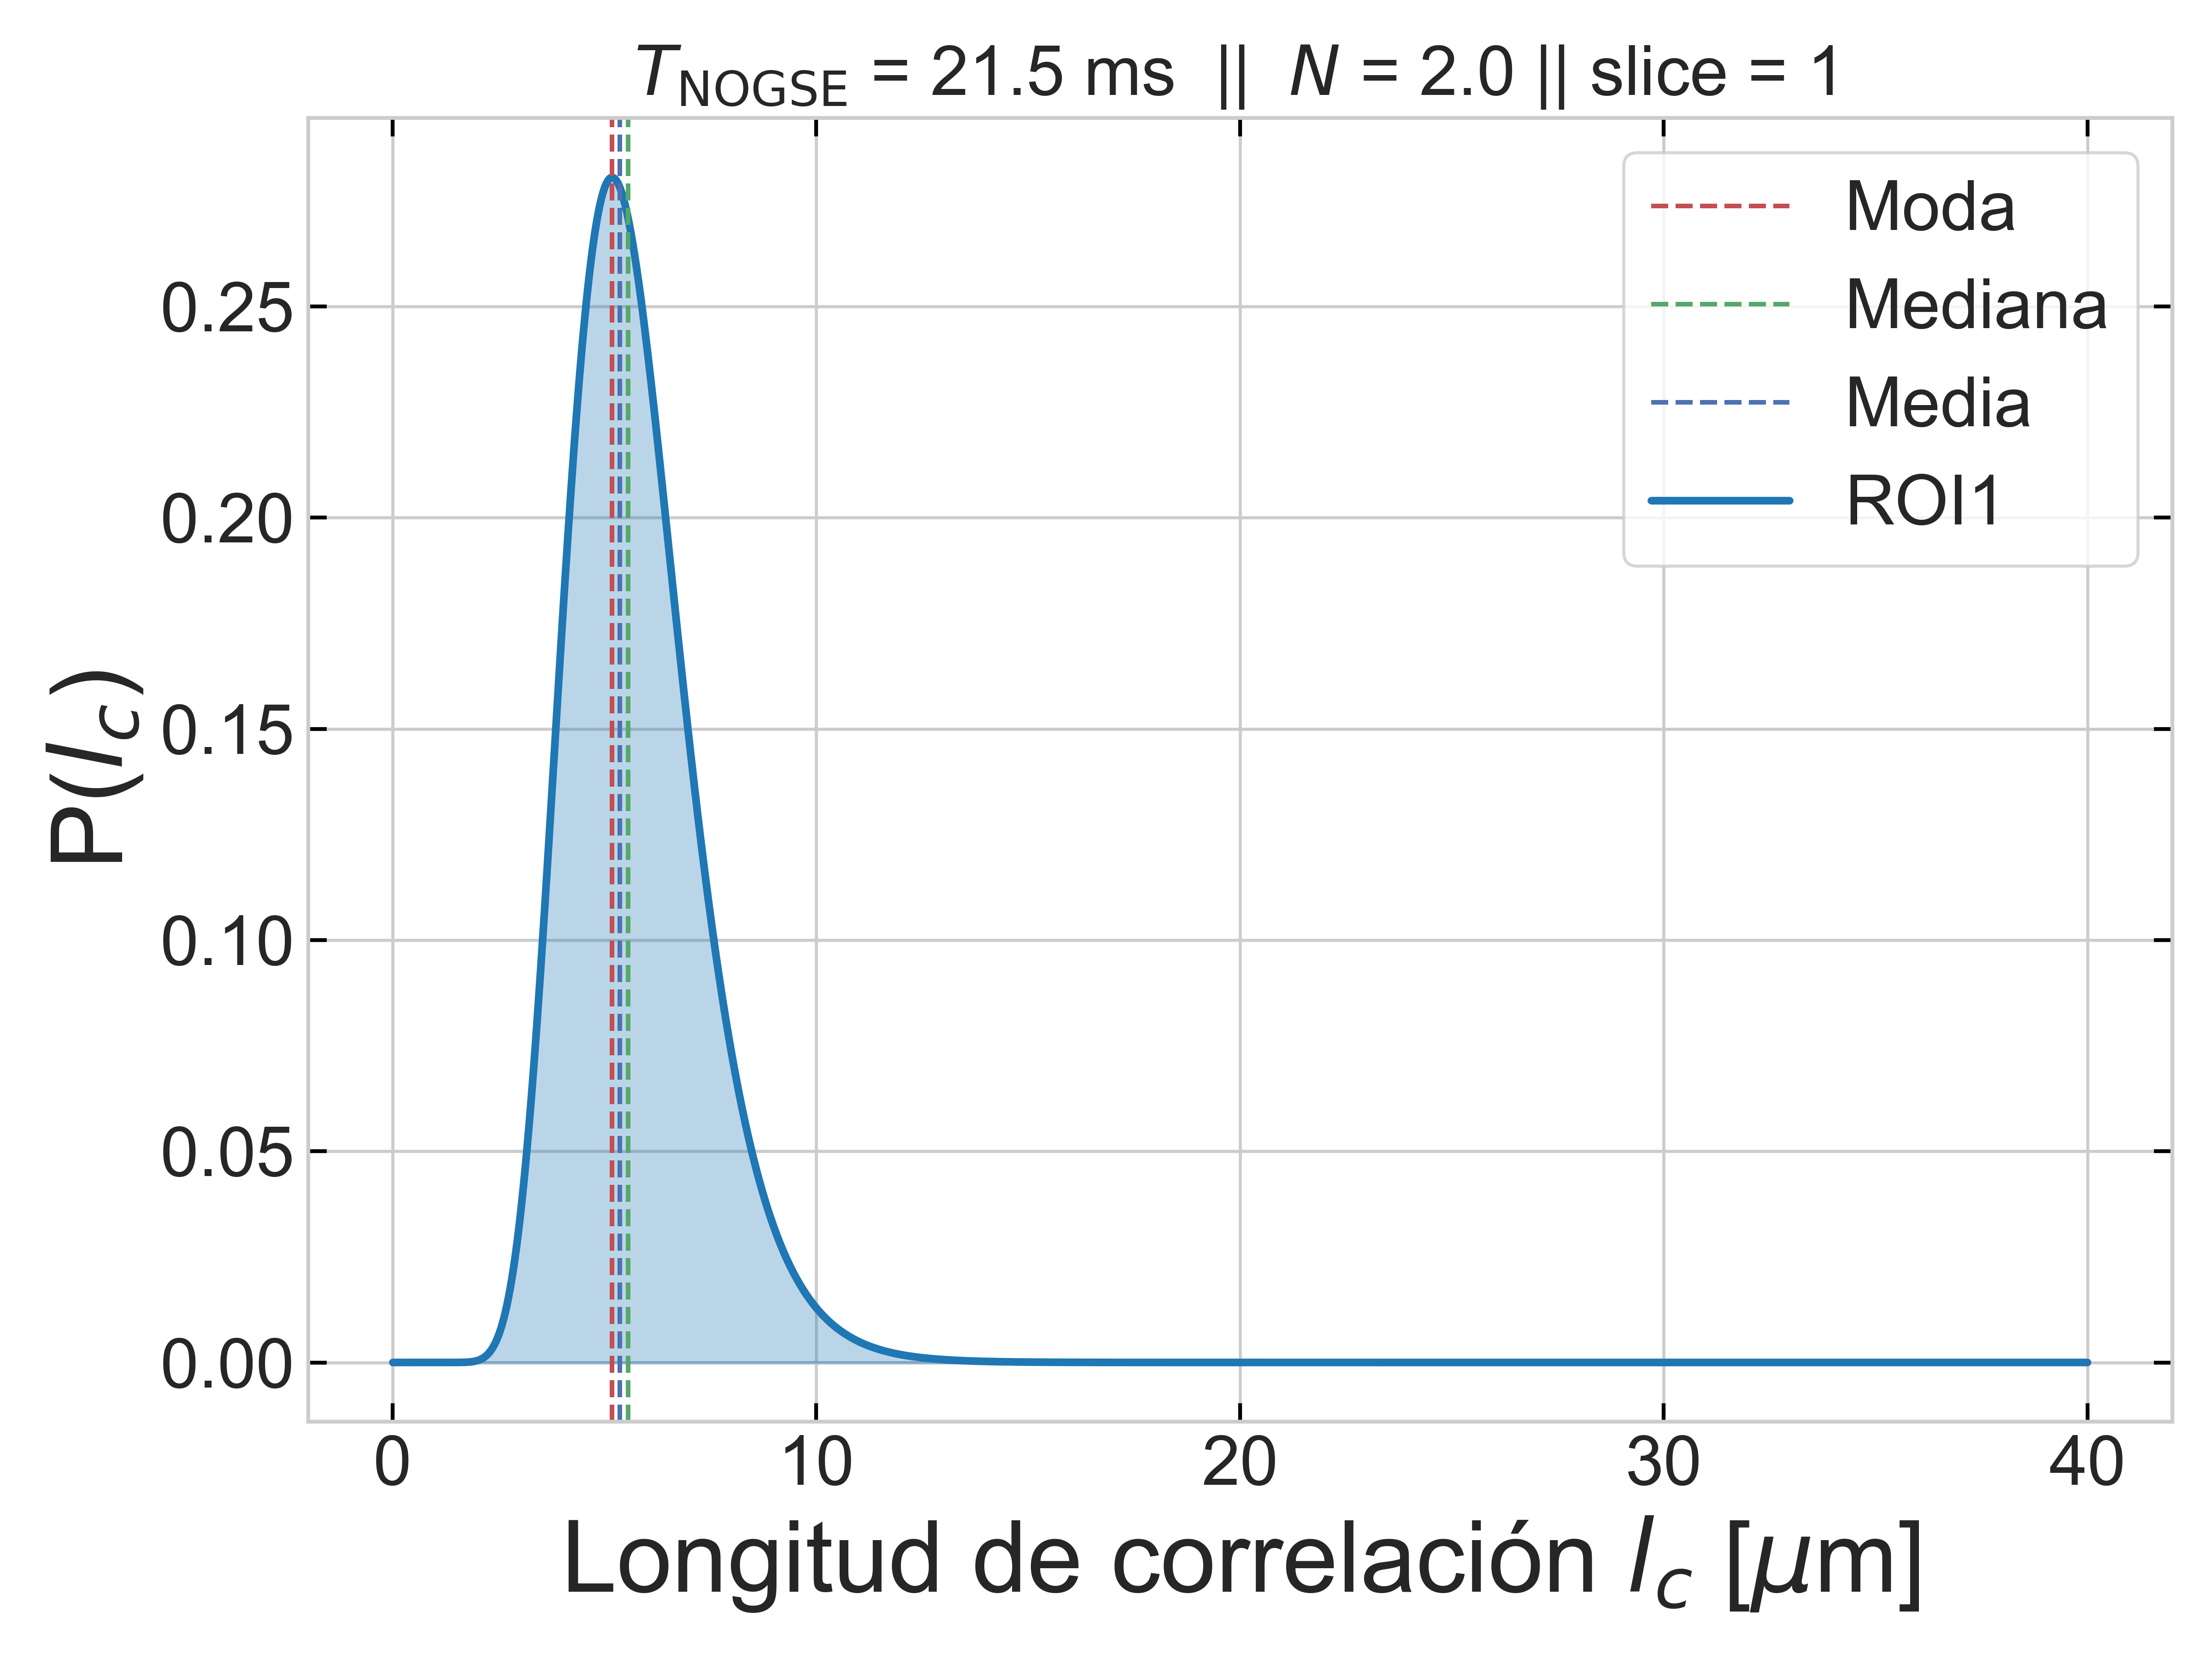 T_NOGSE = 21.5 ms || N = 2.0 || slice = 1
Moda
Mediana
Media
ROI1
P(l_c)
0.25
0.20
0.15
0.10
0.05
0.00
0 10 20 30 40
Longitud de correlación l_c [μm]